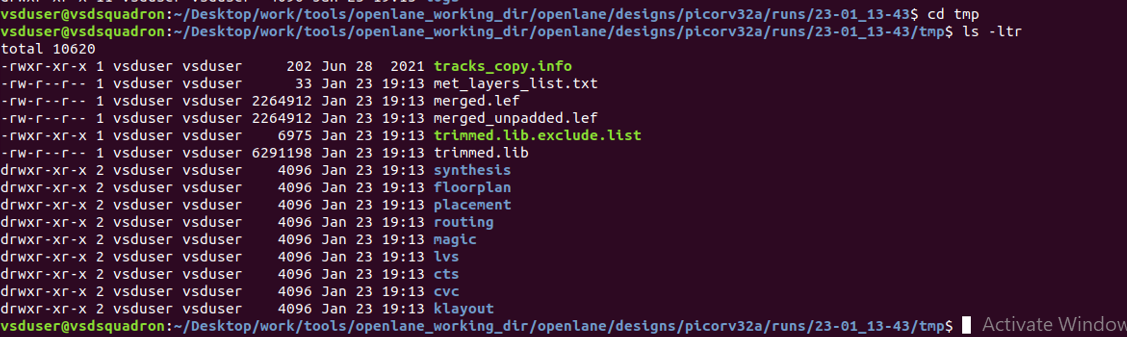 drwxr-xr-x 11 vsduser vsduser    4096 Jan 23 19:13 logs
vsduser@vsdsquadron:~/Desktop/work/tools/openlane_working_dir/openlane/designs/picorv32a/runs/23-01_13-43$ cd tmp
vsduser@vsdsquadron:~/Desktop/work/tools/openlane_working_dir/openlane/designs/picorv32a/runs/23-01_13-43/tmp$ ls -ltr
total 10620
-rwxr-xr-x 1 vsduser vsduser     202 Jun 28  2021 tracks_copy.info
-rw-r--r-- 1 vsduser vsduser      33 Jan 23 19:13 met_layers_list.txt
-rw-r--r-- 1 vsduser vsduser 2264912 Jan 23 19:13 merged.lef
-rw-r--r-- 1 vsduser vsduser 2264912 Jan 23 19:13 merged_unpadded.lef
-rwxr-xr-x 1 vsduser vsduser    6975 Jan 23 19:13 trimmed.lib.exclude.list
-rw-r--r-- 1 vsduser vsduser 6291198 Jan 23 19:13 trimmed.lib
drwxr-xr-x 2 vsduser vsduser    4096 Jan 23 19:13 synthesis
drwxr-xr-x 2 vsduser vsduser    4096 Jan 23 19:13 floorplan
drwxr-xr-x 2 vsduser vsduser    4096 Jan 23 19:13 placement
drwxr-xr-x 2 vsduser vsduser    4096 Jan 23 19:13 routing
drwxr-xr-x 2 vsduser vsduser    4096 Jan 23 19:13 magic
drwxr-xr-x 2 vsduser vsduser    4096 Jan 23 19:13 lvs
drwxr-xr-x 2 vsduser vsduser    4096 Jan 23 19:13 cts
drwxr-xr-x 2 vsduser vsduser    4096 Jan 23 19:13 cvc
drwxr-xr-x 2 vsduser vsduser    4096 Jan 23 19:13 klayout
vsduser@vsdsquadron:~/Desktop/work/tools/openlane_working_dir/openlane/designs/picorv32a/runs/23-01_13-43/tmp$ Activate Window